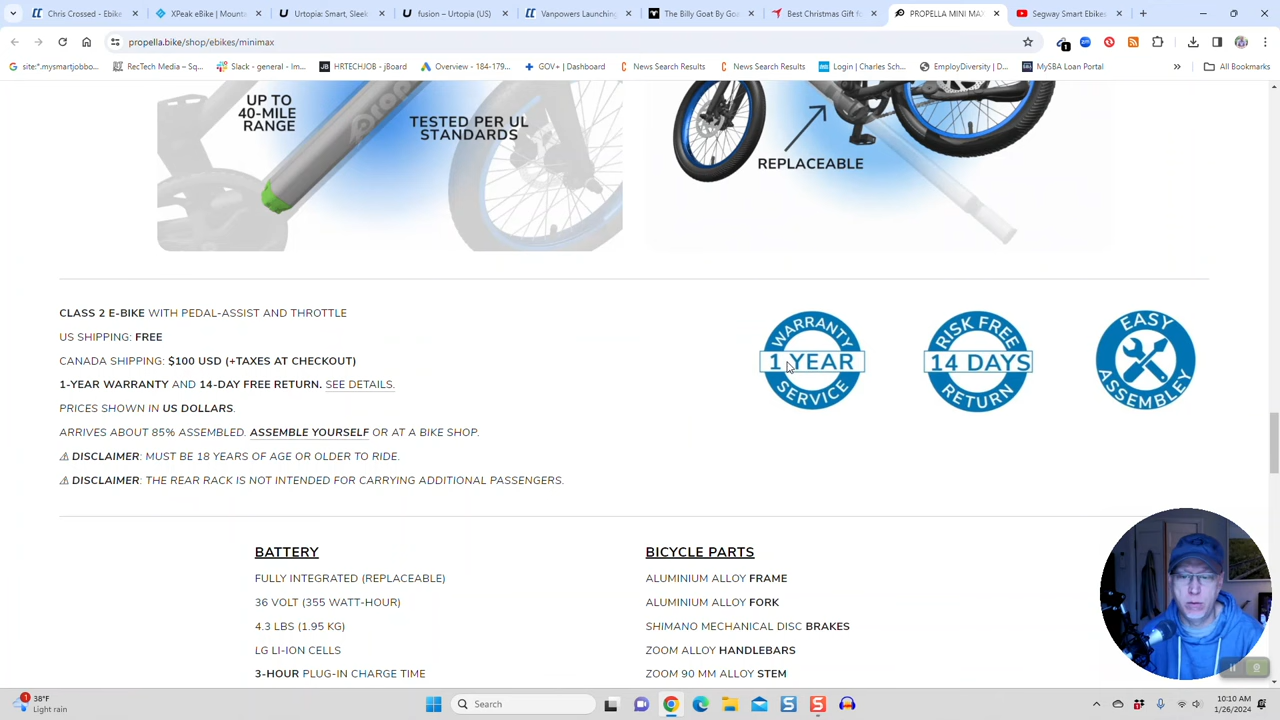 Chris Crossed - Ebike
XPeak eBike | Mounta
Urtopia: Smart, Sleek
fusion – Urtopia (US)
Vanpowers Launching
The Billy Goat By Go
Best Christmas Gift fo
PROPELLA MINI MAX
Segway Smart Ebikes
propella.bike/shop/ebikes/minimax
site:*.mysmartjobbo...
RecTech Media – Sq...
Slack - general - Im...
HRTECHJOB - jBoard
Overview - 184-179...
GOV+ | Dashboard
News Search Results
News Search Results
Login | Charles Sch...
EmployDiversity | D...
MySBA Loan Portal
All Bookmarks
UP TO
40-MILE
RANGE
TESTED PER UL
STANDARDS
REPLACEABLE
CLASS 2 E-BIKE WITH PEDAL-ASSIST AND THROTTLE
US SHIPPING: FREE
CANADA SHIPPING: $100 USD (+TAXES AT CHECKOUT)
1-YEAR WARRANTY AND 14-DAY FREE RETURN. SEE DETAILS.
PRICES SHOWN IN US DOLLARS.
ARRIVES ABOUT 85% ASSEMBLED. ASSEMBLE YOURSELF OR AT A BIKE SHOP.
⚠ DISCLAIMER: MUST BE 18 YEARS OF AGE OR OLDER TO RIDE.
⚠ DISCLAIMER: THE REAR RACK IS NOT INTENDED FOR CARRYING ADDITIONAL PASSENGERS.
WARRANTY
1 YEAR
SERVICE
RISK FREE
14 DAYS
RETURN
EASY
ASSEMBLEY
BATTERY
FULLY INTEGRATED (REPLACEABLE)
36 VOLT (355 WATT-HOUR)
4.3 LBS (1.95 KG)
LG LI-ION CELLS
3-HOUR PLUG-IN CHARGE TIME
BICYCLE PARTS
ALUMINIUM ALLOY FRAME
ALUMINIUM ALLOY FORK
SHIMANO MECHANICAL DISC BRAKES
ZOOM ALLOY HANDLEBARS
ZOOM 90 MM ALLOY STEM
1
38°F
Light rain
Search
10:10 AM
1/26/2024